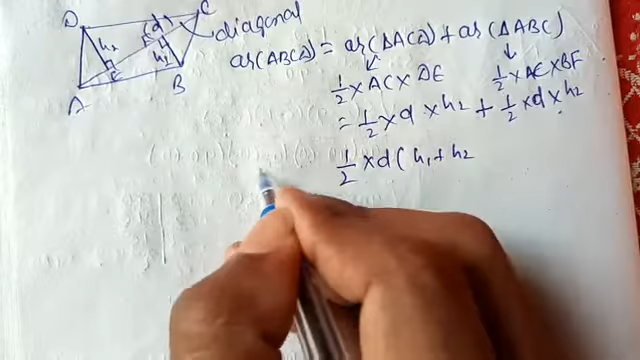 D
C
(d)
diagonal
h2
F
h1
E
B
A
ar(ABCD) = ar(ΔACD) + ar(ΔABC)
1/2 × AC × DE 1/2 × AC × BF
= 1/2 × d × h2 + 1/2 × d × h2
1/2 × d ( h1 + h2